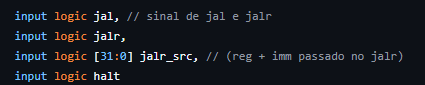 input logic jal, // sinal de jal e jalr
input logic jalr,
input logic [31:0] jalr_src, // (reg + imm passado no jalr)
input logic halt